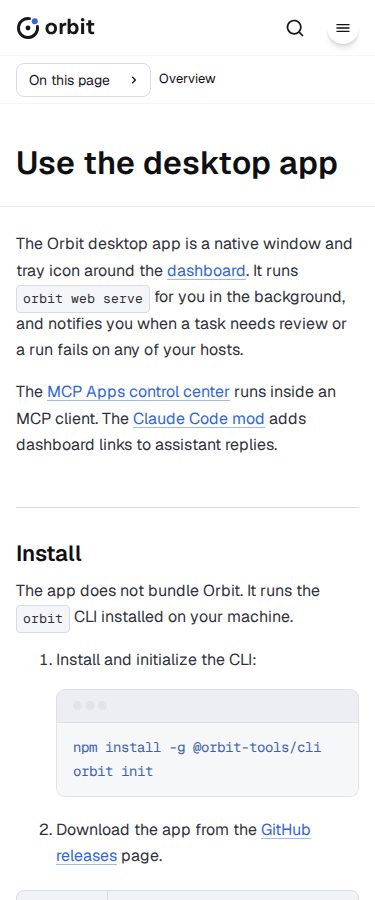 orbit
On this page
Overview
Use the desktop app
The Orbit desktop app is a native window and
tray icon around the dashboard. It runs
orbit web serve for you in the background,
and notifies you when a task needs review or
a run fails on any of your hosts.
The MCP Apps control center runs inside an
MCP client. The Claude Code mod adds
dashboard links to assistant replies.
Install
The app does not bundle Orbit. It runs the
orbit CLI installed on your machine.
1. Install and initialize the CLI:
npm install -g @orbit-tools/cli
orbit init
2. Download the app from the GitHub
releases page.